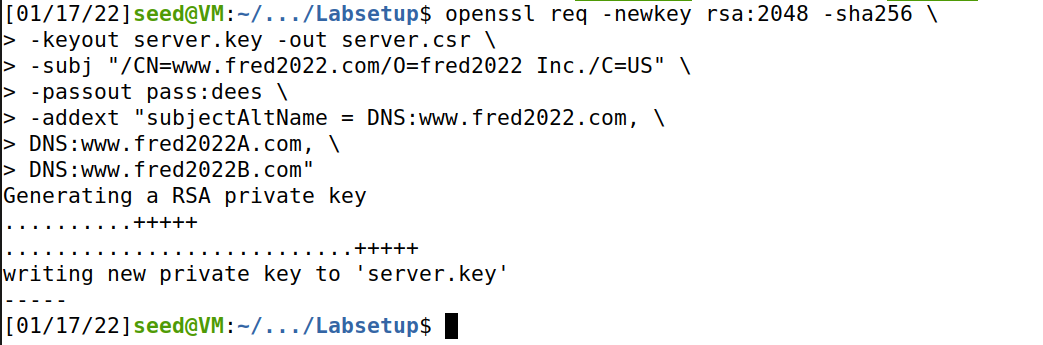 [01/17/22]seed@VM:~/.../Labsetup$ openssl req -newkey rsa:2048 -sha256 \
> -keyout server.key -out server.csr \
> -subj "/CN=www.fred2022.com/O=fred2022 Inc./C=US" \
> -passout pass:dees \
> -addext "subjectAltName = DNS:www.fred2022.com, \
> DNS:www.fred2022A.com, \
> DNS:www.fred2022B.com"
Generating a RSA private key
..........+++++
...........................+++++
writing new private key to 'server.key'
-----
[01/17/22]seed@VM:~/.../Labsetup$